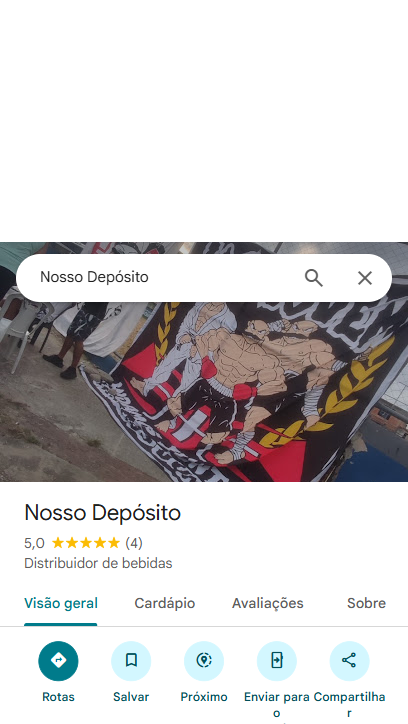 Nosso Depósito
Nosso Depósito
5,0 (4)
Distribuidor de bebidas
Visão geral Cardápio Avaliações Sobre
Rotas Salvar Próximo Enviar para o Compartilhar